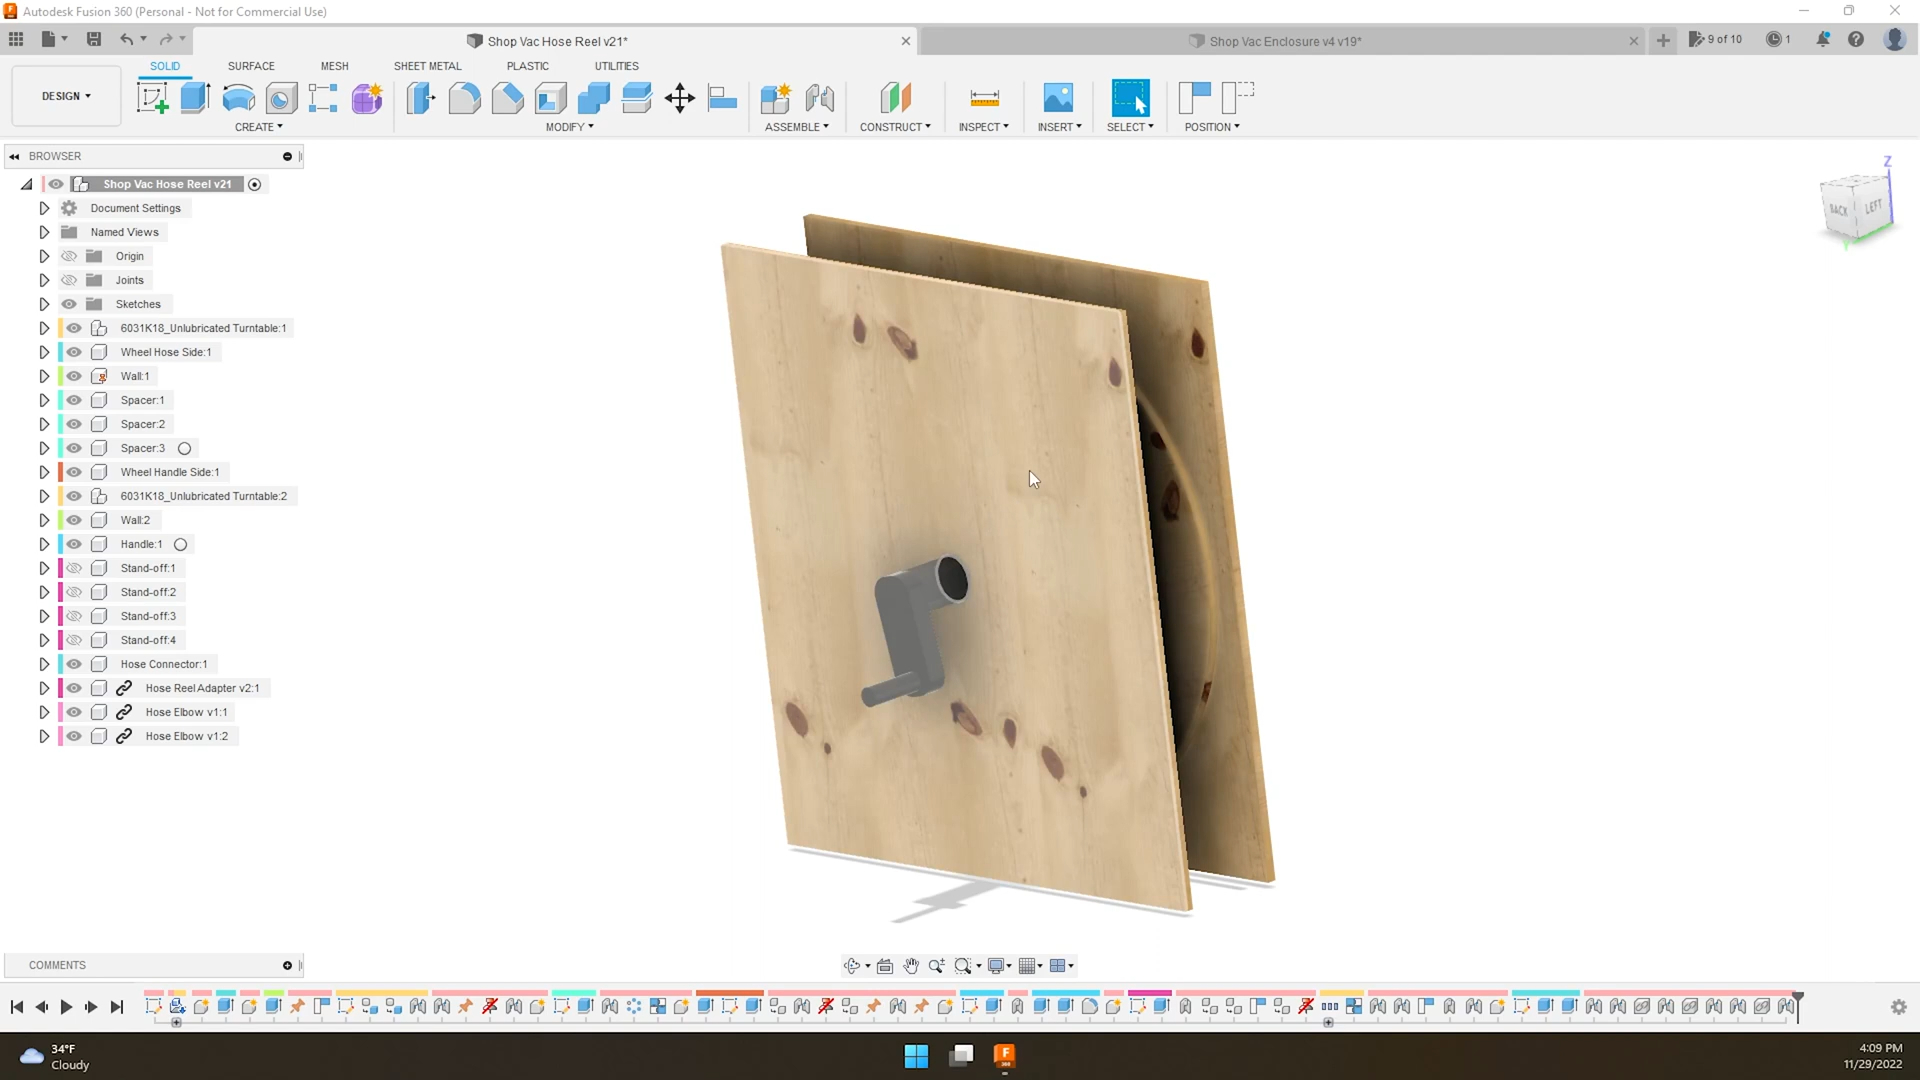 Autodesk Fusion 360 (Personal - Not for Commercial Use)
Shop Vac Hose Reel v21*
Shop Vac Enclosure v4 v19*
9 of 10
1
SOLID
SURFACE
MESH
SHEET METAL
PLASTIC
UTILITIES
DESIGN
CREATE
MODIFY
ASSEMBLE
CONSTRUCT
INSPECT
INSERT
SELECT
POSITION
BROWSER
Shop Vac Hose Reel v21
Document Settings
Named Views
Origin
Joints
Sketches
6031K18_Unlubricated Turntable:1
Wheel Hose Side:1
Wall:1
Spacer:1
Spacer:2
Spacer:3
Wheel Handle Side:1
6031K18_Unlubricated Turntable:2
Wall:2
Handle:1
Stand-off:1
Stand-off:2
Stand-off:3
Stand-off:4
Hose Connector:1
Hose Reel Adapter v2:1
Hose Elbow v1:1
Hose Elbow v1:2
Z
BACK
LEFT
Y
COMMENTS
34°F
Cloudy
F
360
4:09 PM
11/29/2022